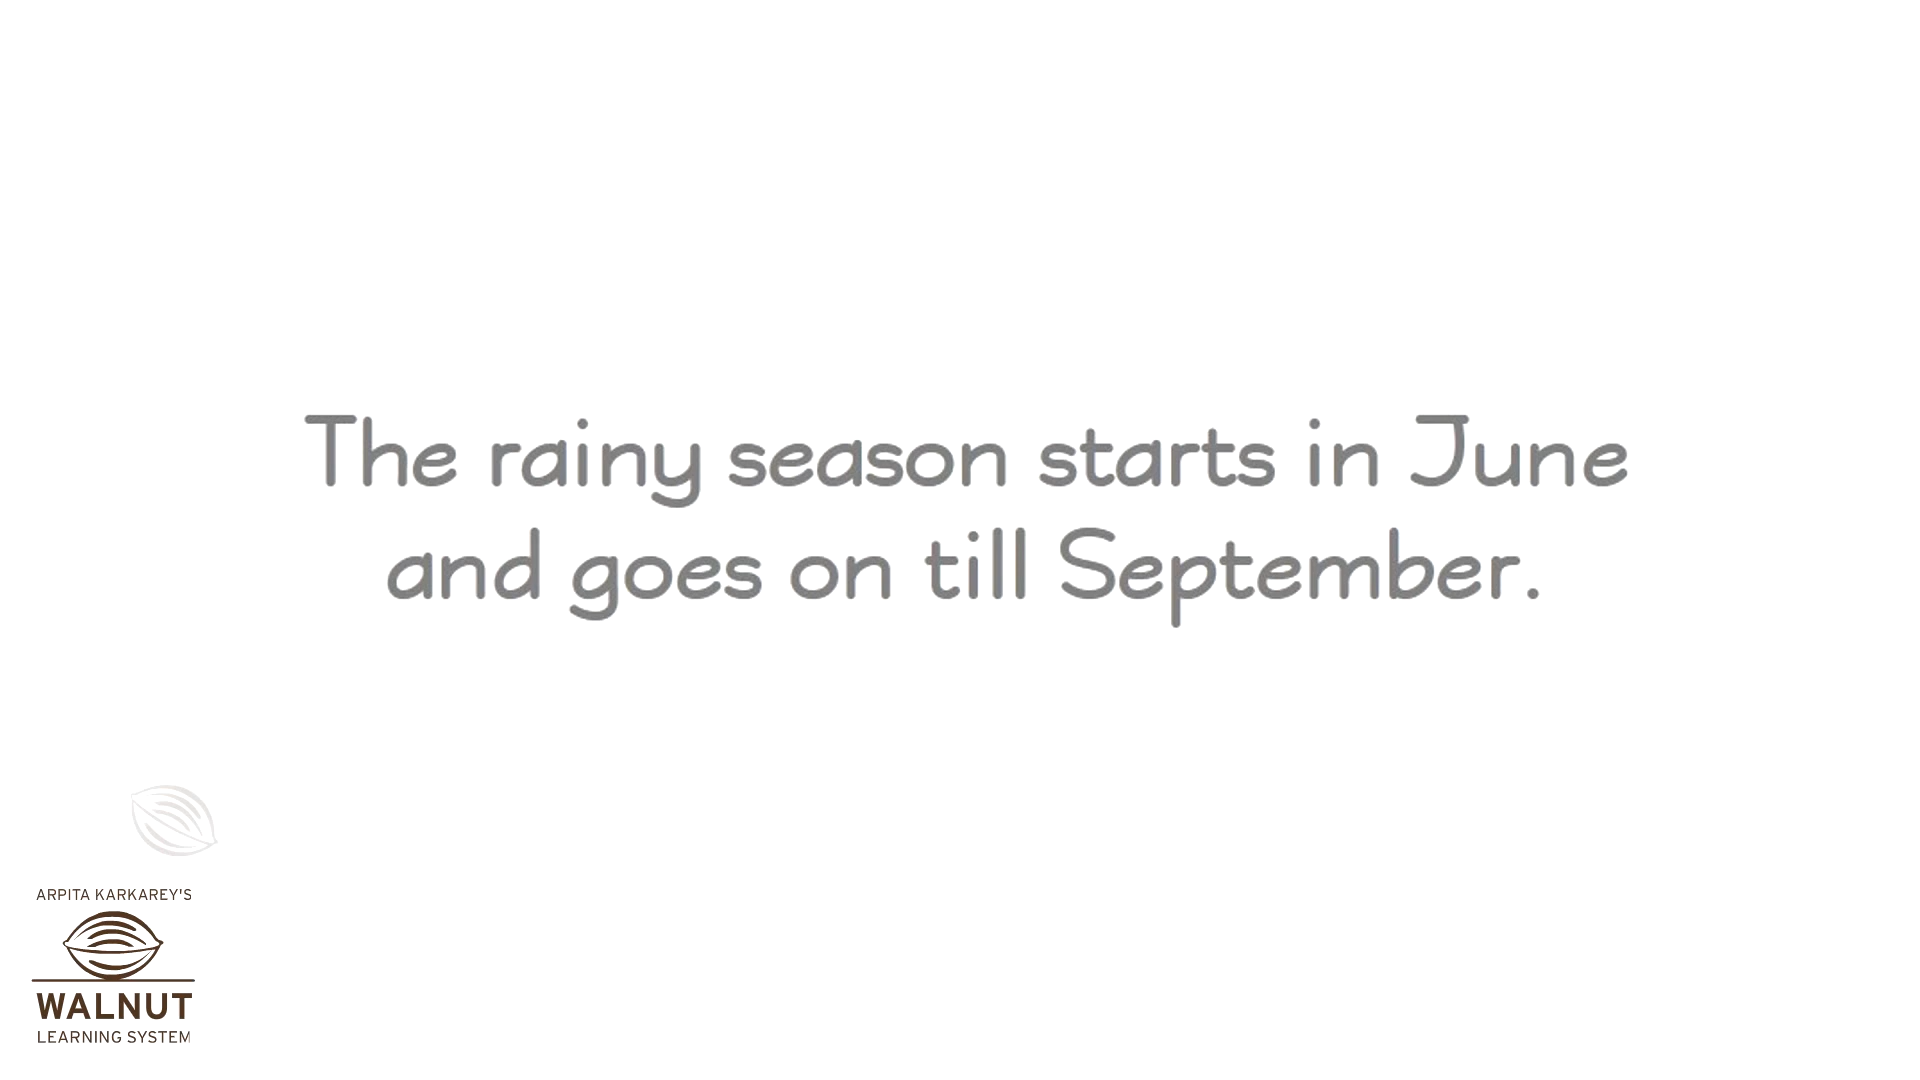 The rainy season starts in June
and goes on till September.
ARPITA KARKAREY'S
WALNUT
LEARNING SYSTEM